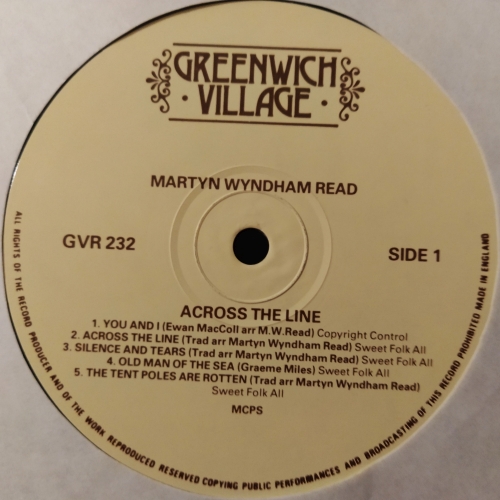 GREENWICH
· VILLAGE ·
MARTYN WYNDHAM READ
GVR 232
SIDE 1
ACROSS THE LINE
1. YOU AND I (Ewan MacColl arr M.W.Read) Copyright Control
2. ACROSS THE LINE (Trad arr Martyn Wyndham Read) Sweet Folk All
3. SILENCE AND TEARS (Trad arr Martyn Wyndham Read) Sweet Folk All
4. OLD MAN OF THE SEA (Graeme Miles) Sweet Folk All
5. THE TENT POLES ARE ROTTEN (Trad arr Martyn Wyndham Read)
Sweet Folk All
MCPS
ALL RIGHTS OF THE RECORD PRODUCER AND OF THE WORK REPRODUCED RESERVED COPYING PUBLIC PERFORMANCES AND BROADCASTING OF THIS RECORD PROHIBITED MADE IN ENGLAND